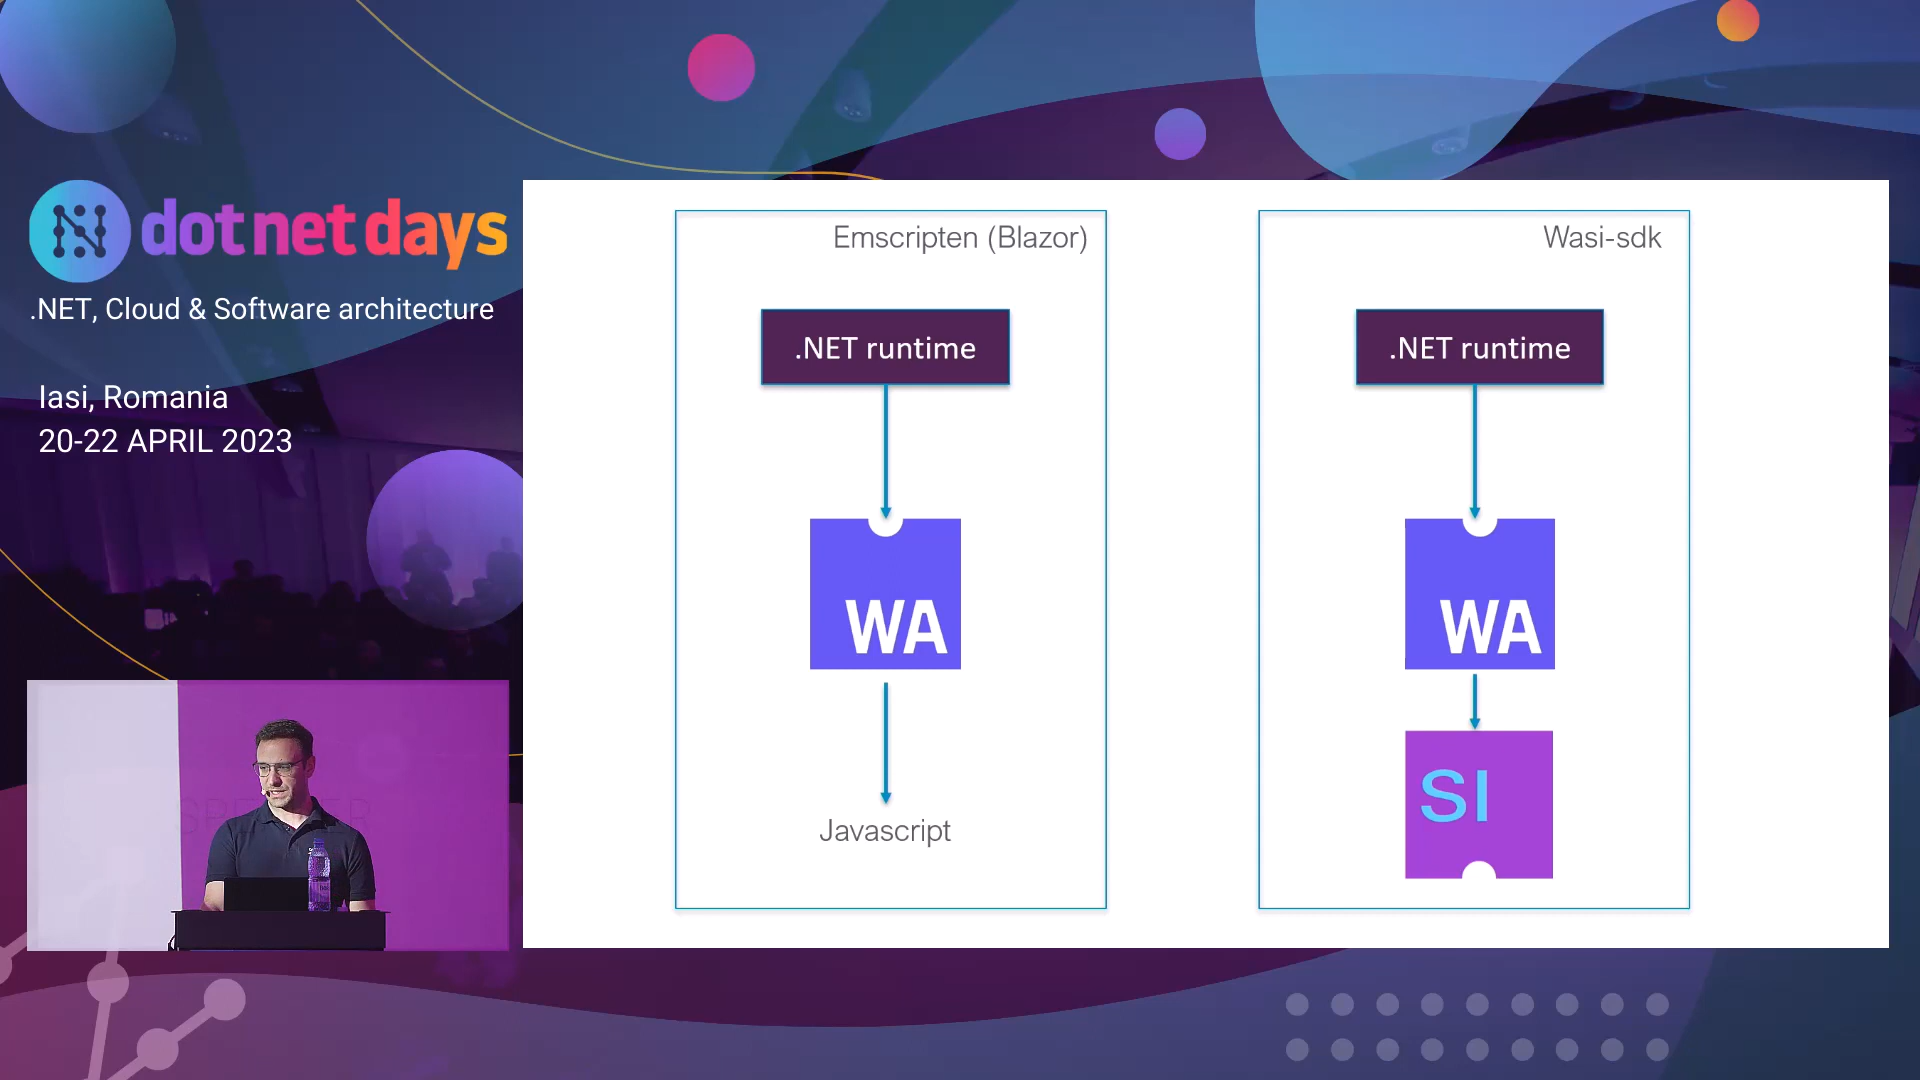 dotnetdays
.NET, Cloud & Software architecture
Iasi, Romania
20-22 APRIL 2023
Emscripten (Blazor)
.NET runtime
WA
Javascript
Wasi-sdk
.NET runtime
WA
SI